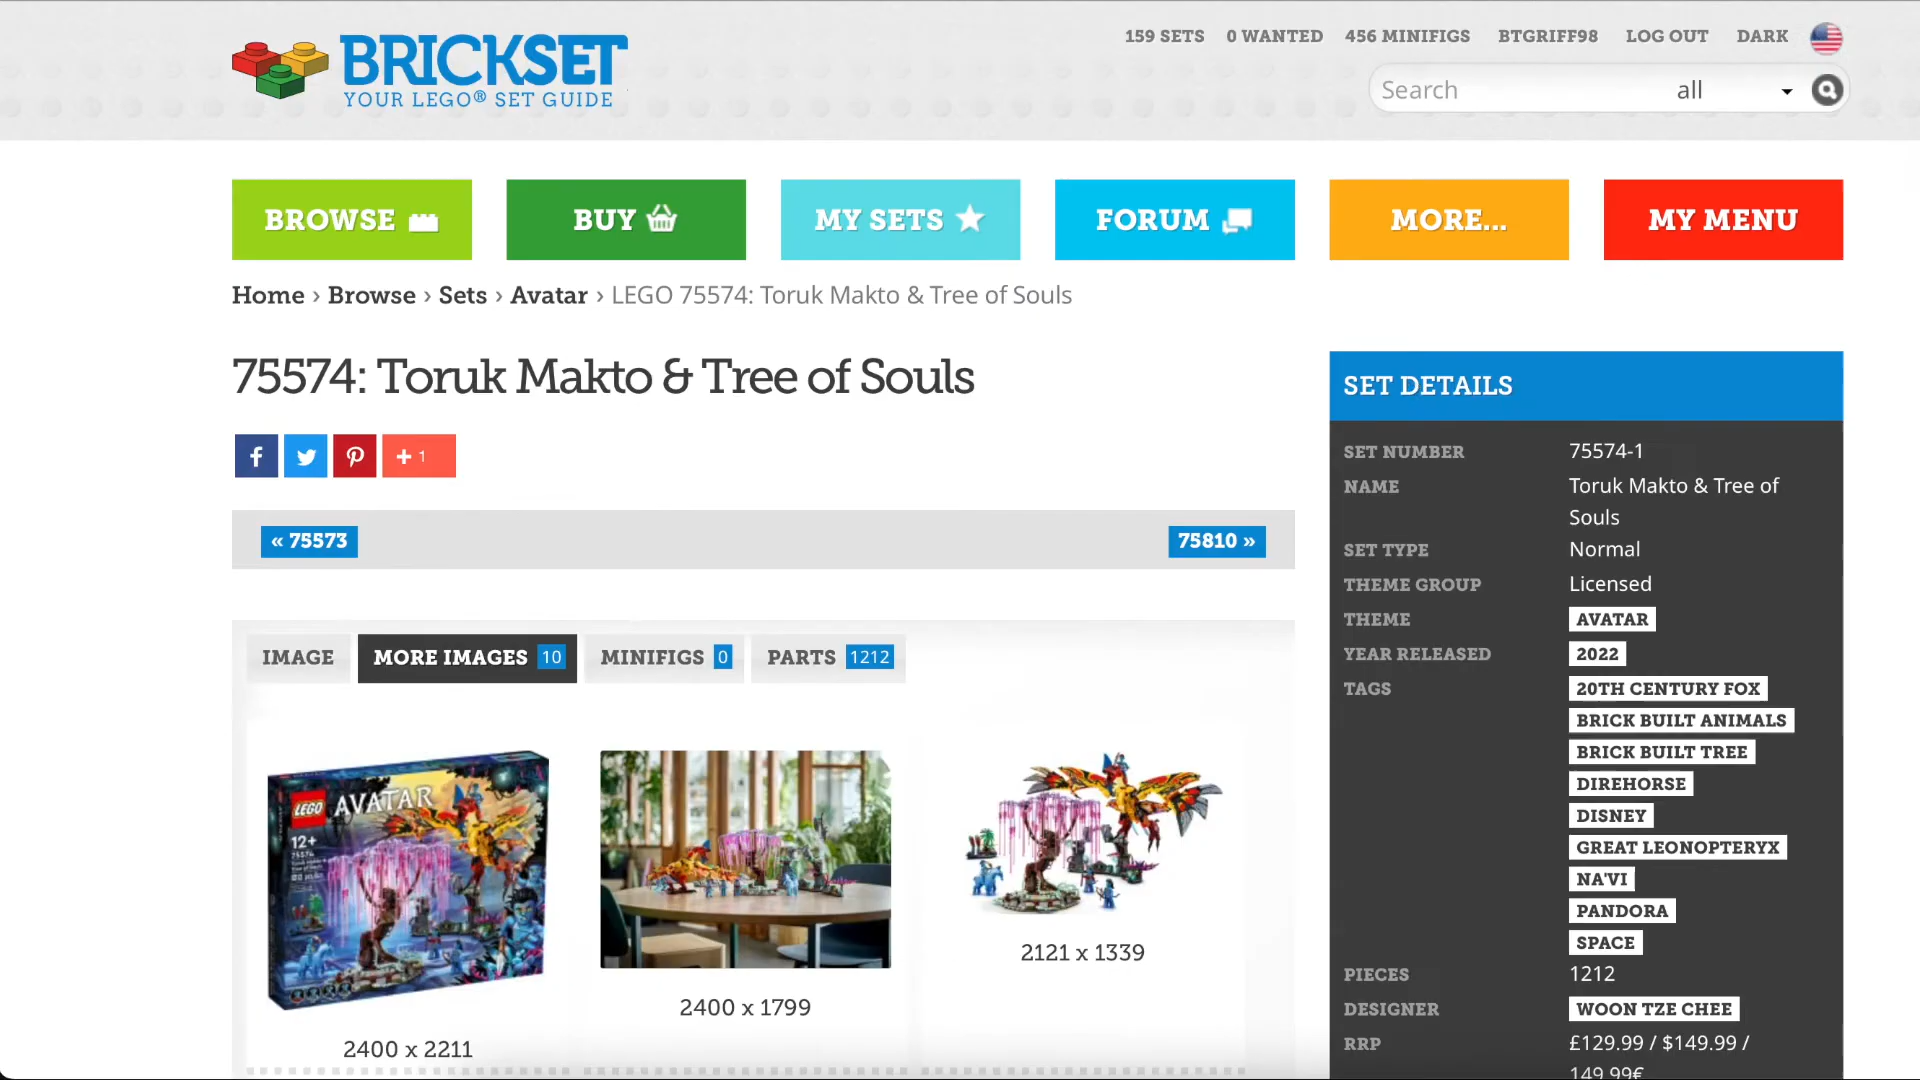 159 SETS 0 WANTED 456 MINIFIGS BTGRIFF98 LOG OUT DARK
BRICKSET
YOUR LEGO® SET GUIDE
Search all
BROWSE BUY MY SETS FORUM MORE... MY MENU
Home › Browse › Sets › Avatar › LEGO 75574: Toruk Makto & Tree of Souls
75574: Toruk Makto & Tree of Souls
+ 1
« 75573 75810 »
IMAGE MORE IMAGES 10 MINIFIGS 0 PARTS 1212
LEGO AVATAR
12+
2400 x 2211
2400 x 1799
2121 x 1339
SET DETAILS
SET NUMBER 75574-1
NAME Toruk Makto & Tree of
Souls
SET TYPE Normal
THEME GROUP Licensed
THEME AVATAR
YEAR RELEASED 2022
TAGS 20TH CENTURY FOX
BRICK BUILT ANIMALS
BRICK BUILT TREE
DIREHORSE
DISNEY
GREAT LEONOPTERYX
NA'VI
PANDORA
SPACE
PIECES 1212
DESIGNER WOON TZE CHEE
RRP £129.99 / $149.99 /
149.99€